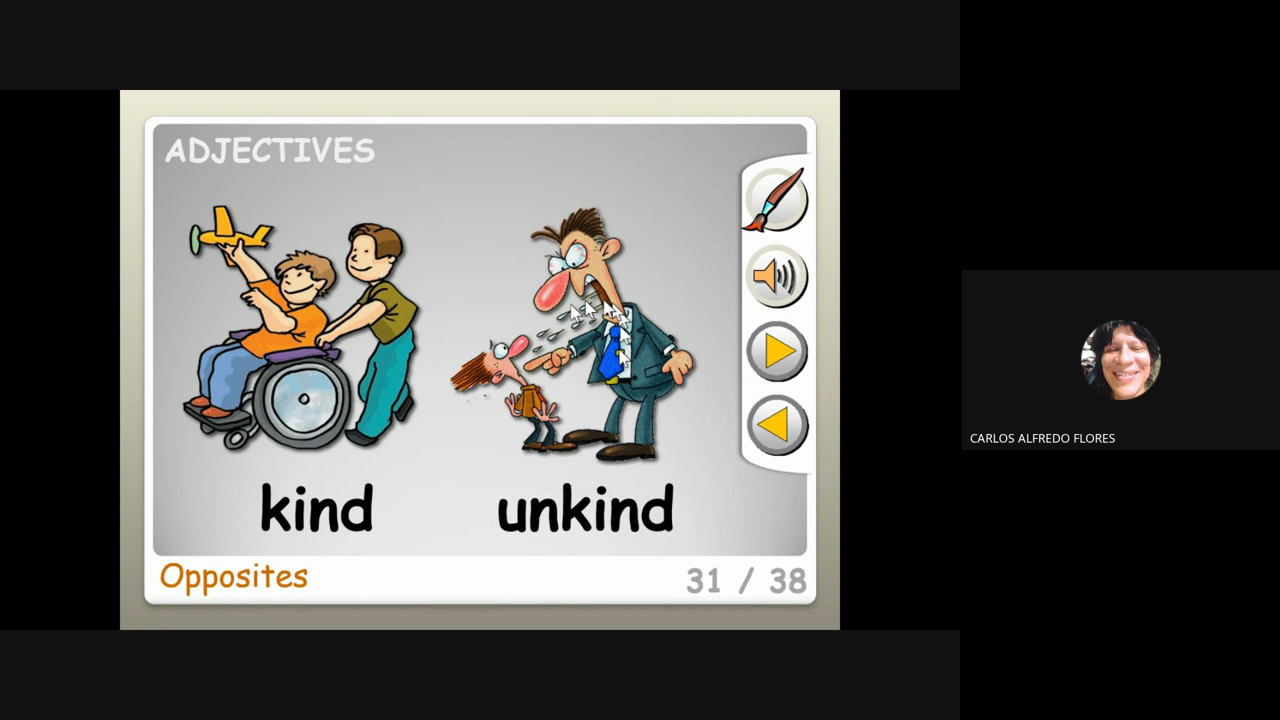 ADJECTIVES
kind unkind
Opposites 31 / 38
CARLOS ALFREDO FLORES